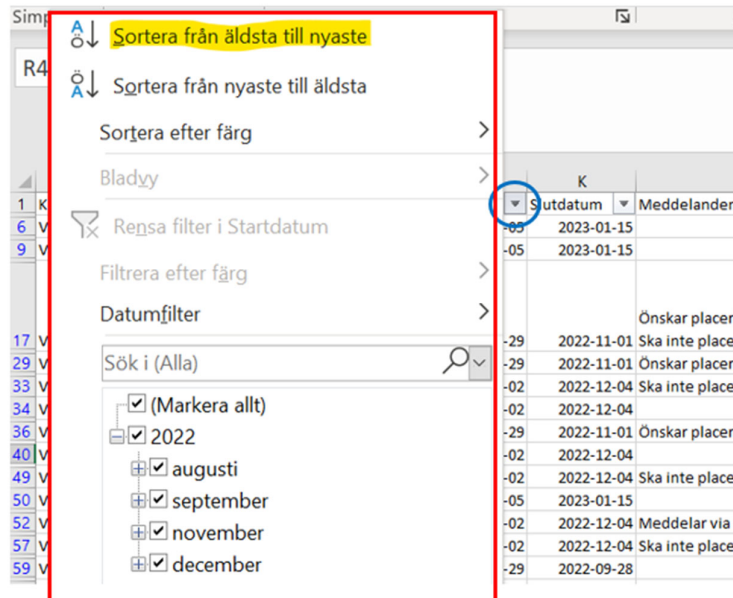 Simp
Sortera från äldsta till nyaste
R4
Sortera från nyaste till äldsta
Sortera efter färg
Bladvy
K
1 K Slutdatum Meddelander
6 V -05 2023-01-15
Rensa filter i Startdatum
9 V -05 2023-01-15
Filtrera efter färg
Datumfilter
Önskar placer
17 V -29 2022-11-01 Ska inte place
Sök i (Alla)
29 V -29 2022-11-01 Önskar placer
33 V -02 2022-12-04 Ska inte place
(Markera allt)
34 V -02 2022-12-04
2022
36 V -29 2022-11-01 Önskar placer
40 V -02 2022-12-04
augusti
49 V -02 2022-12-04 Ska inte place
september
50 V -05 2023-01-15
november
52 V -02 2022-12-04 Meddelar via
57 V -02 2022-12-04 Ska inte place
december
59 V -29 2022-09-28